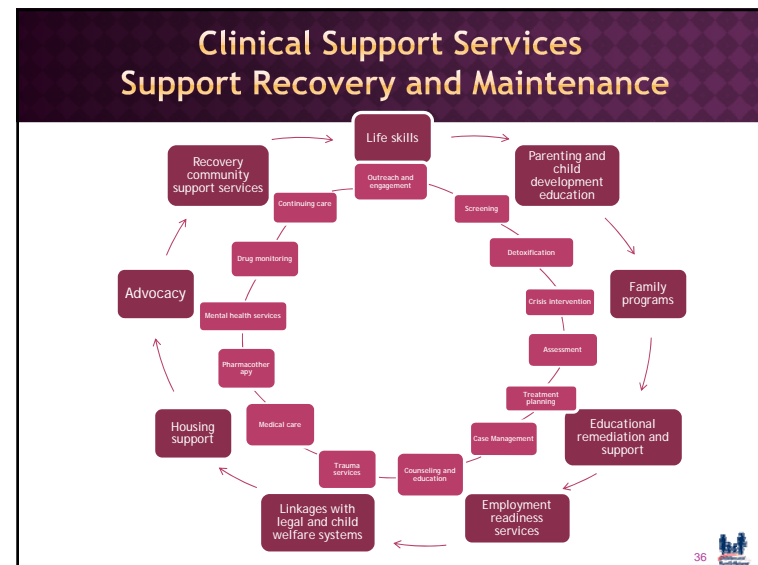 Clinical Support Services
Support Recovery and Maintenance
Life skills
Parenting and
child
development
education
Family
programs
Educational
remediation and
support
Employment
readiness
services
Linkages with
legal and child
welfare systems
Housing
support
Advocacy
Recovery
community
support services
Outreach and
engagement
Screening
Detoxification
Crisis intervention
Assessment
Treatment
planning
Case Management
Counseling and
education
Trauma
services
Medical care
Pharmacother
apy
Mental health services
Drug monitoring
Continuing care
36